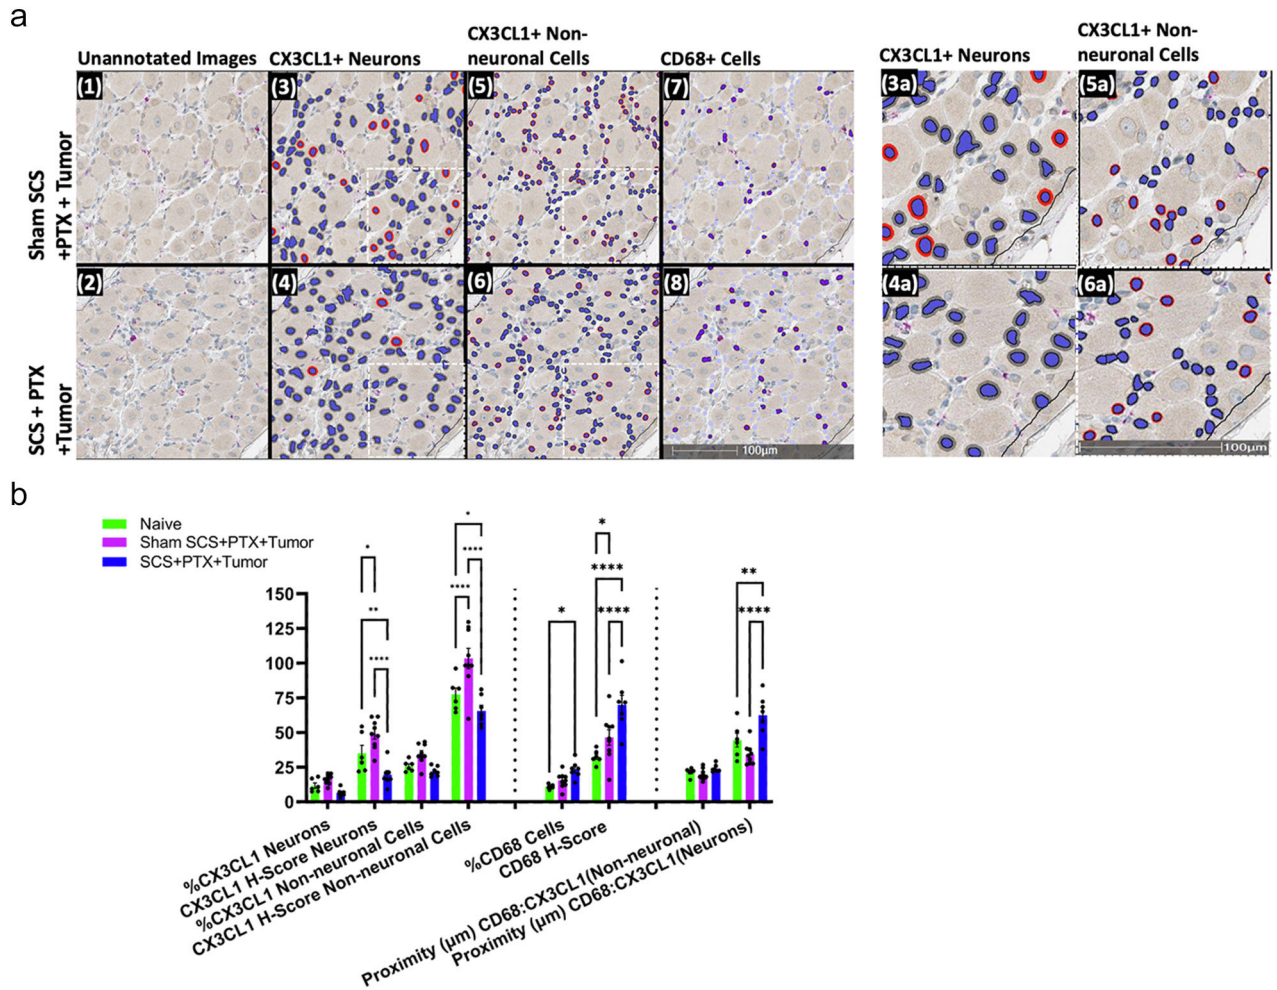 a
Unannotated Images
CX3CL1+ Neurons
CX3CL1+ Non-
neuronal Cells
CD68+ Cells
CX3CL1+ Neurons
CX3CL1+ Non-
neuronal Cells
Sham SCS
+PTX + Tumor
(1)
(3)
(5)
(7)
(3a)
(5a)
SCS + PTX
+Tumor
(2)
(4)
(6)
(8)
(4a)
(6a)
100µm
100µm
b
Naive
Sham SCS+PTX+Tumor
SCS+PTX+Tumor
*
**
****
****
*
****
*
*
****
****
**
****
150
125
100
75
50
25
0
%CX3CL1 Neurons
CX3CL1 H-Score Neurons
%CX3CL1 Non-neuronal Cells
CX3CL1 H-Score Non-neuronal Cells
%CD68 Cells
CD68 H-Score
Proximity (µm) CD68:CX3CL1(Non-neuronal)
Proximity (µm) CD68:CX3CL1(Neurons)